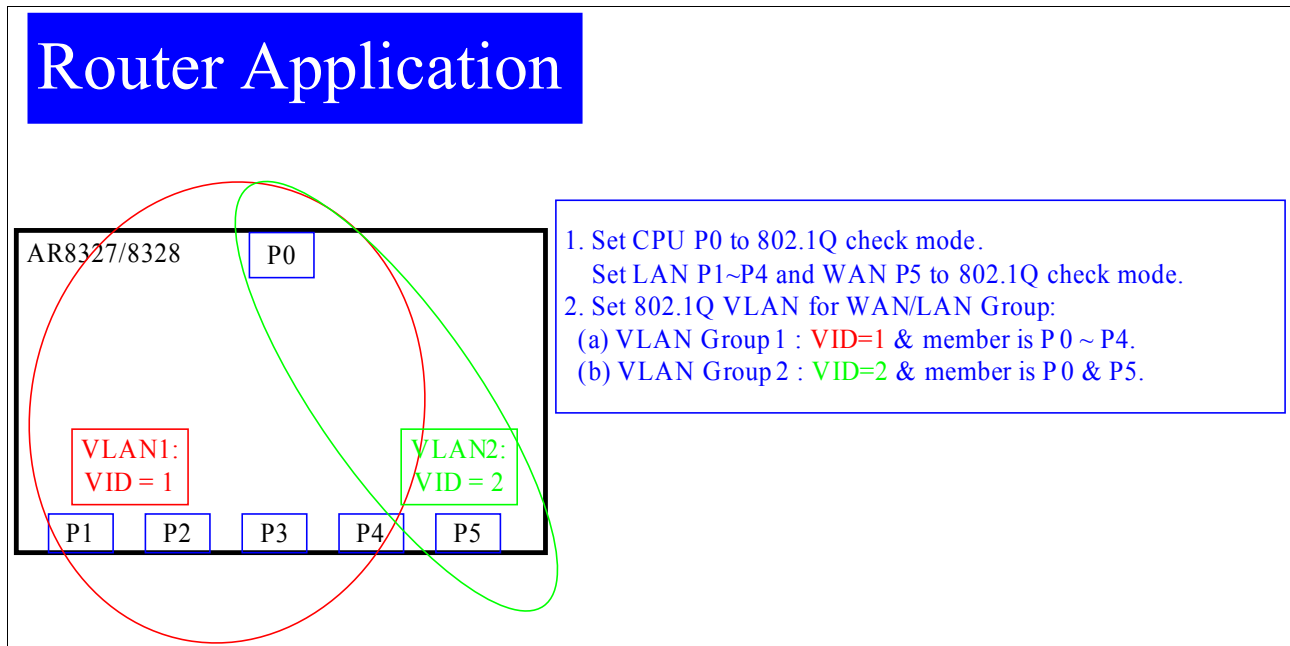 Router Application
AR8327/8328
P0
VLAN1:
VID = 1
VLAN2:
VID = 2
P1
P2
P3
P4
P5
1. Set CPU P0 to 802.1Q check mode.
Set LAN P1~P4 and WAN P5 to 802.1Q check mode.
2. Set 802.1Q VLAN for WAN/LAN Group:
(a) VLAN Group 1 : VID=1 & member is P0 ~ P4.
(b) VLAN Group 2 : VID=2 & member is P0 & P5.